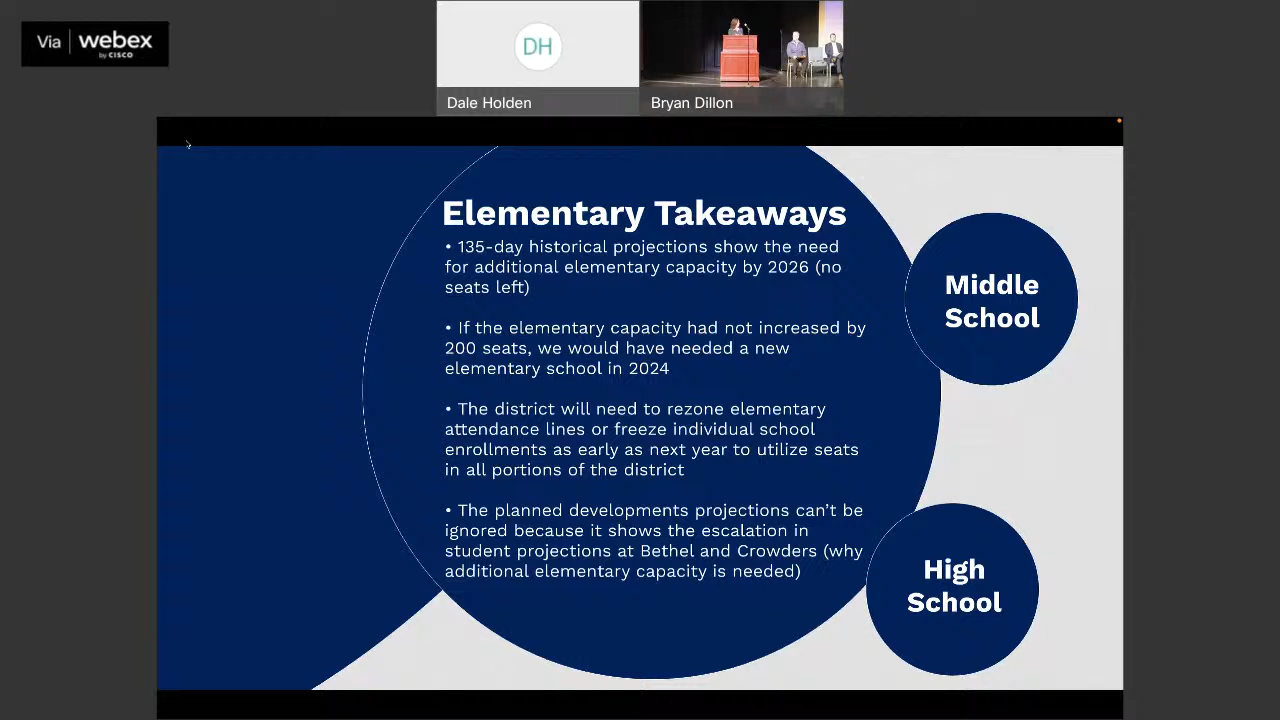 Via | webex
by CISCO
DH
Dale Holden
Bryan Dillon
Elementary Takeaways
• 135-day historical projections show the need
for additional elementary capacity by 2026 (no
seats left)
• If the elementary capacity had not increased by
200 seats, we would have needed a new
elementary school in 2024
• The district will need to rezone elementary
attendance lines or freeze individual school
enrollments as early as next year to utilize seats
in all portions of the district
• The planned developments projections can’t be
ignored because it shows the escalation in
student projections at Bethel and Crowders (why
additional elementary capacity is needed)
Middle
School
High
School